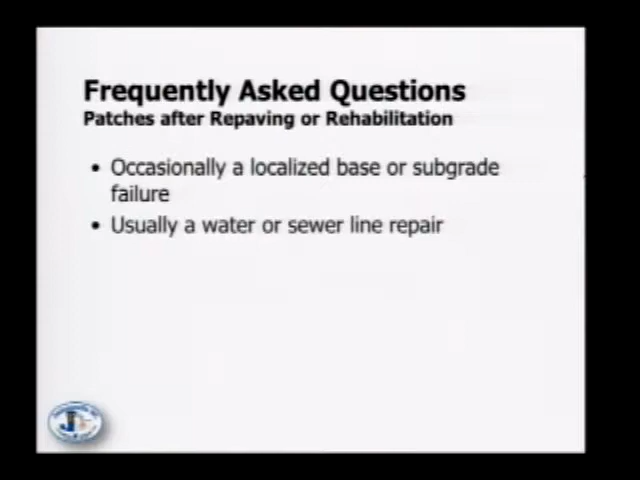 Frequently Asked Questions
Patches after Repaving or Rehabilitation
• Occasionally a localized base or subgrade
failure
• Usually a water or sewer line repair